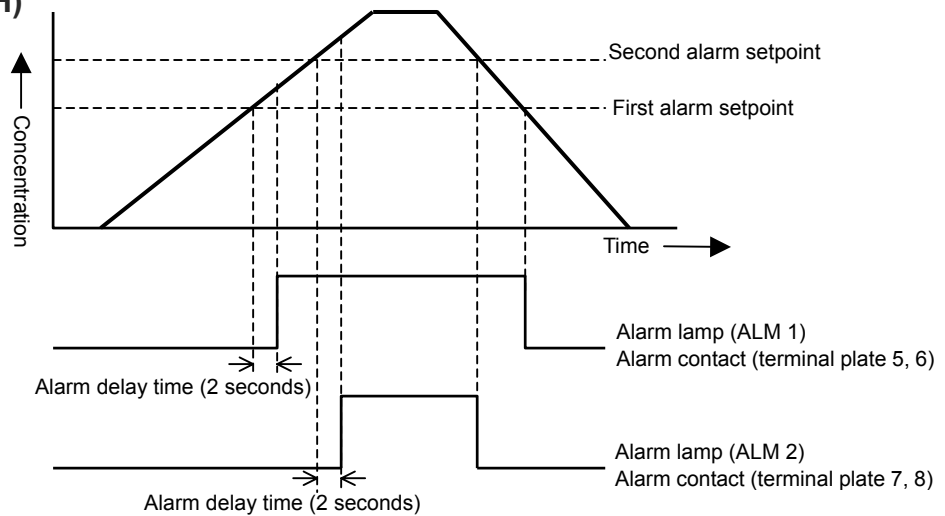 H)
Second alarm setpoint
First alarm setpoint
Concentration
Time
Alarm lamp (ALM 1)
Alarm contact (terminal plate 5, 6)
Alarm delay time (2 seconds)
Alarm lamp (ALM 2)
Alarm contact (terminal plate 7, 8)
Alarm delay time (2 seconds)